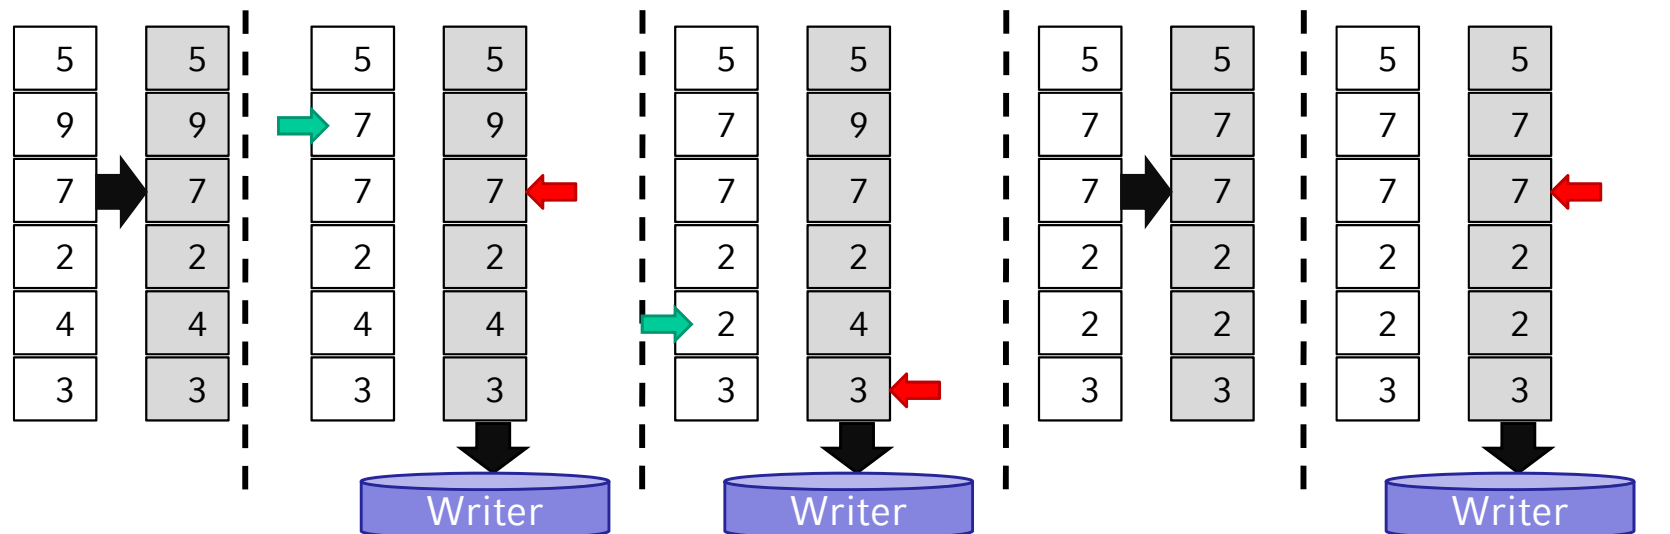 5 5 5 5 5 5 5 5 5 5
9 9 7 9 7 9 7 7 7 7
7 7 7 7 7 7 7 7 7 7
2 2 2 2 2 2 2 2 2 2
4 4 4 4 2 4 2 2 2 2
3 3 3 3 3 3 3 3 3 3
Writer Writer Writer